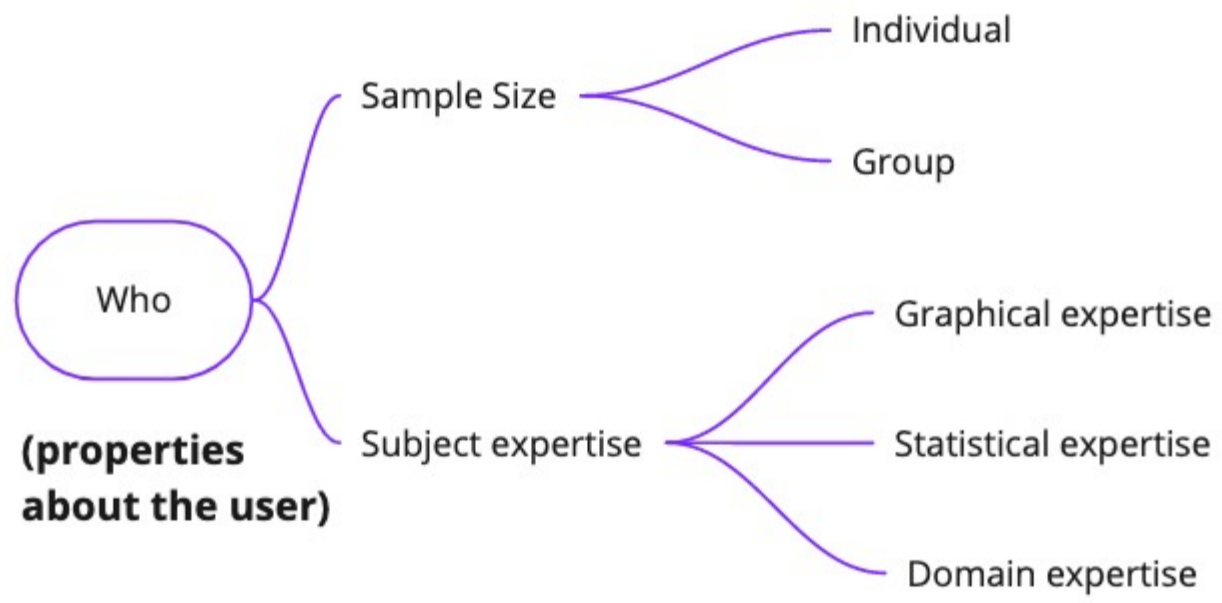 Individual
Sample Size
Group
Who
Graphical expertise
(properties
about the user)
Subject expertise
Statistical expertise
Domain expertise